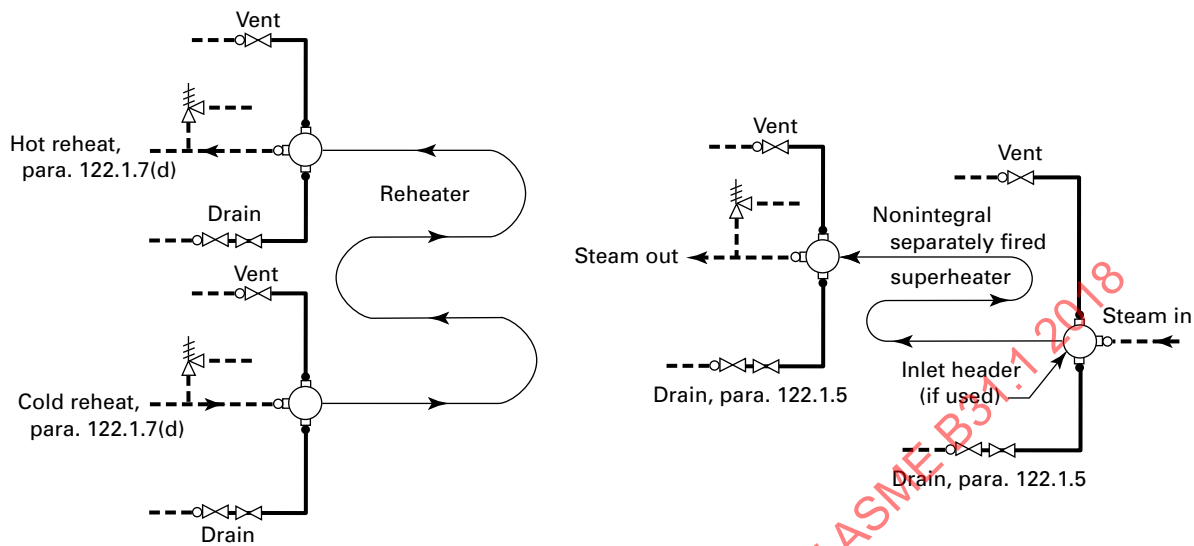 Vent
Hot reheat,
para. 122.1.7(d)
Reheater
Drain
Vent
Cold reheat,
para. 122.1.7(d)
Drain
Vent
Vent
Nonintegral
separately fired
superheater
Steam out
Steam in
Inlet header
(if used)
Drain, para. 122.1.5
Drain, para. 122.1.5
ASME B31.1 2018